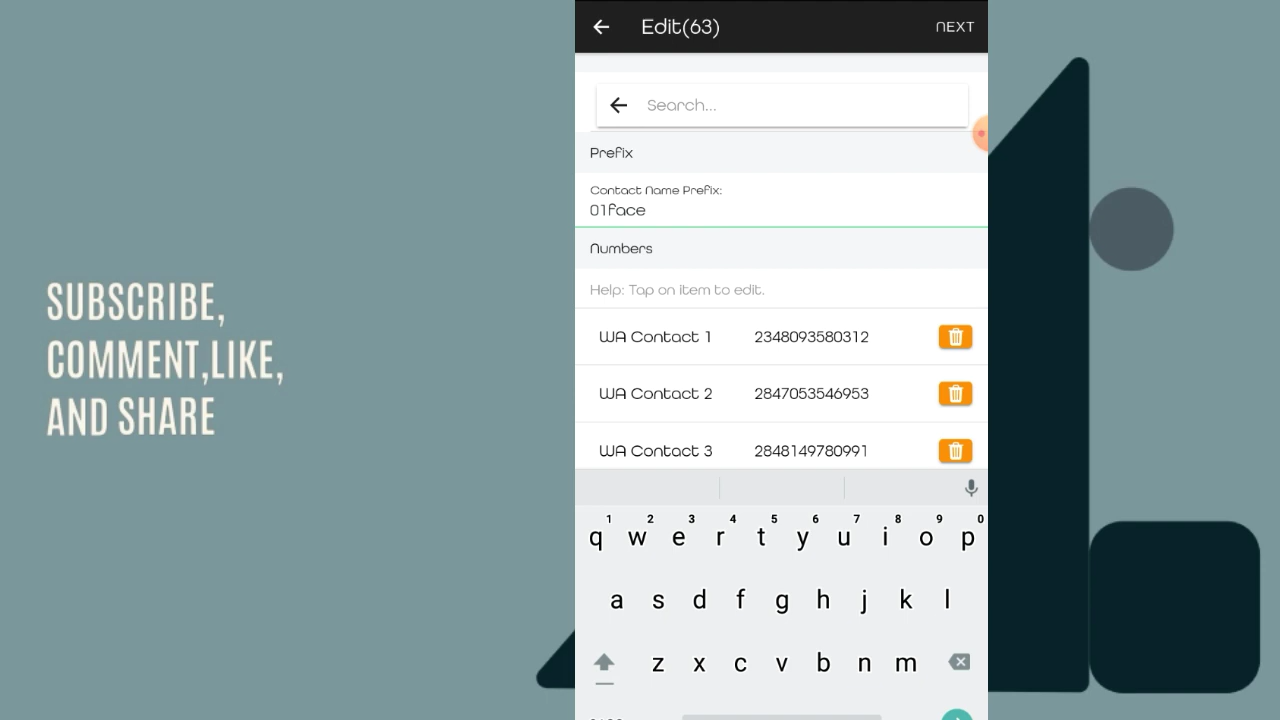 Edit(63)
NEXT
Search...
Prefix
Contact Name Prefix:
01face
Numbers
Help: Tap on item to edit.
WA Contact 1 2348093580312
WA Contact 2 2847053546953
WA Contact 3 2848149780991
SUBSCRIBE,
COMMENT,LIKE,
AND SHARE
1 2 3 4 5 6 7 8 9 0
q w e r t y u i o p
a s d f g h j k l
z x c v b n m